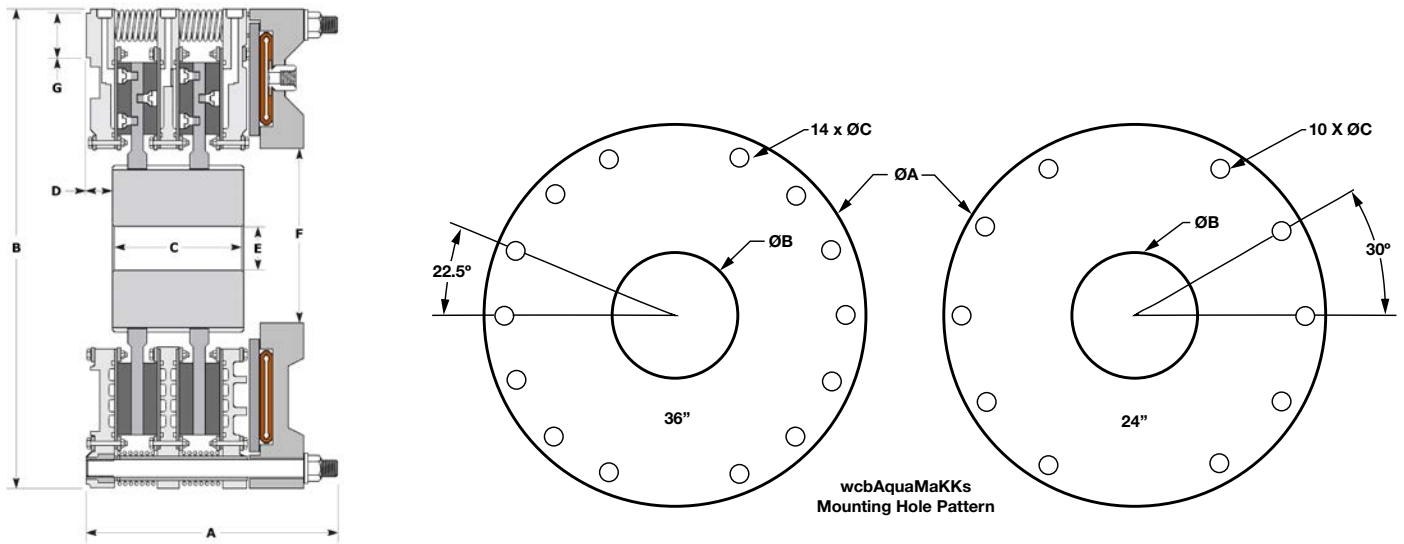 G
D
B
C
E
F
A
14 x ØC
ØA
ØB
22.5º
36”
10 X ØC
ØB
30º
24”
wcbAquaMaKKs
Mounting Hole Pattern